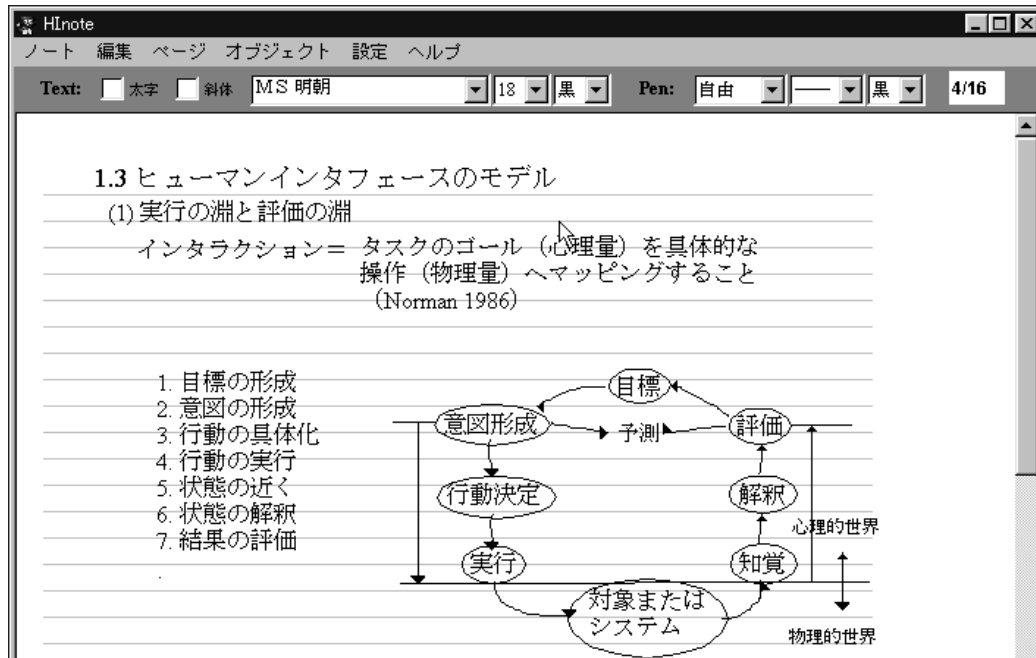 HInote
ノート 編集 ページ オブジェクト 設定 ヘルプ
Text: 太字 斜体 MS 明朝 18 黒 Pen: 自由 黒 4/16
1.3 ヒューマンインタフェースのモデル
(1) 実行の淵と評価の淵
インタラクション＝ タスクのゴール（心理量）を具体的な
操作（物理量）へマッピングすること
（Norman 1986）
1. 目標の形成
2. 意図の形成
3. 行動の具体化
4. 行動の実行
5. 状態の近く
6. 状態の解釈
7. 結果の評価
.
目標
意図形成
予測
評価
行動決定
解釈
心理的世界
実行
知覚
対象または
システム
物理的世界